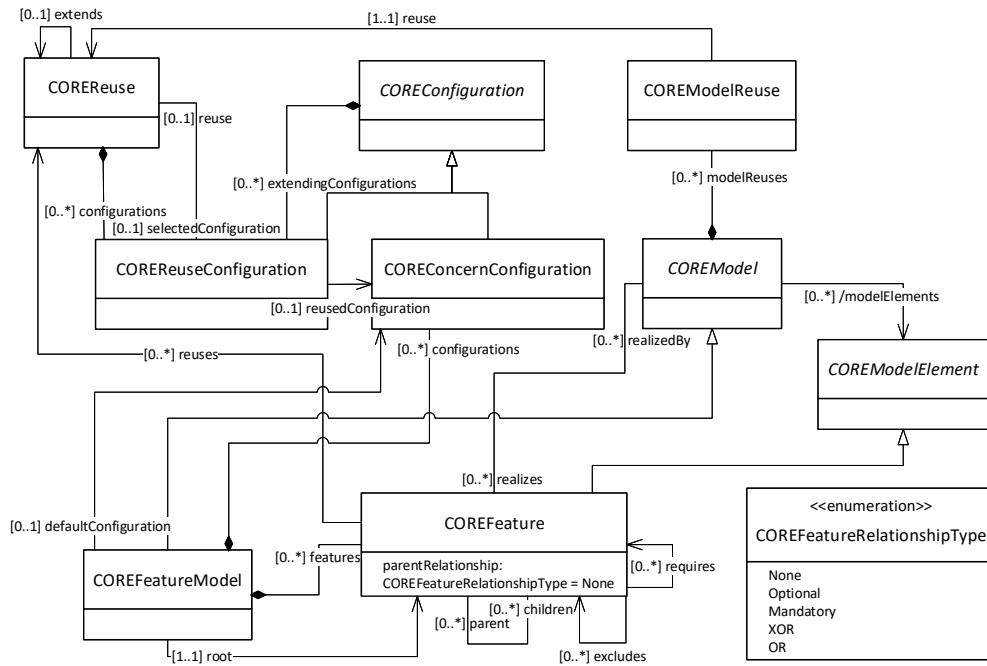 [0..1] extends
[1..1] reuse
COREReuse
COREConfiguration
COREModelReuse
[0..1] reuse
[0..*] extendingConfigurations
[0..*] modelReuses
[0..*] configurations
[0..1] selectedConfiguration
COREReuseConfiguration
COREConcernConfiguration
COREModel
[0..*] /modelElements
[0..1] reusedConfiguration
[0..*] realizedBy
[0..*] reuses
[0..*] configurations
COREModelElement
[0..*] realizes
<<enumeration>>
COREFeatureRelationshipType
None
Optional
Mandatory
XOR
OR
[0..1] defaultConfiguration
COREFeature
[0..*] features
COREFeatureModel
parentRelationship:
COREFeatureRelationshipType = None
[0..*] requires
[0..*] children
[0..*] parent
[1..1] root
[0..*] excludes